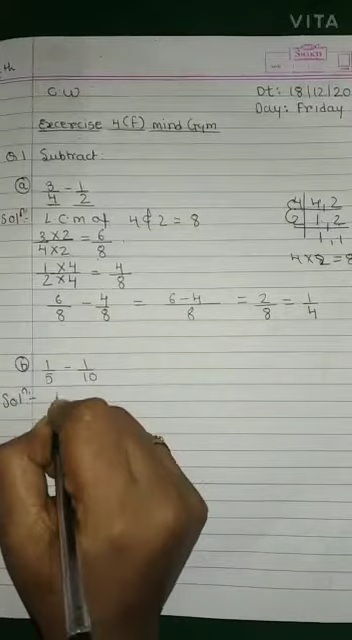 VITA
C.W
Dt: 18/12/20
Day: Friday
Excercise 4(f) mind Gym
Q1 Subtract
(a) 3/4 - 1/2
Solⁿ:- L.C.m of 4 & 2 = 8
3×2/4×2 = 6/8
1×4/2×4 = 4/8
6/8 - 4/8 = 6-4/8 = 2/8 = 1/4
4 | 4, 2
2 | 1, 2
1, 1
4×2 = 8
(b) 1/5 - 1/10
Solⁿ:-